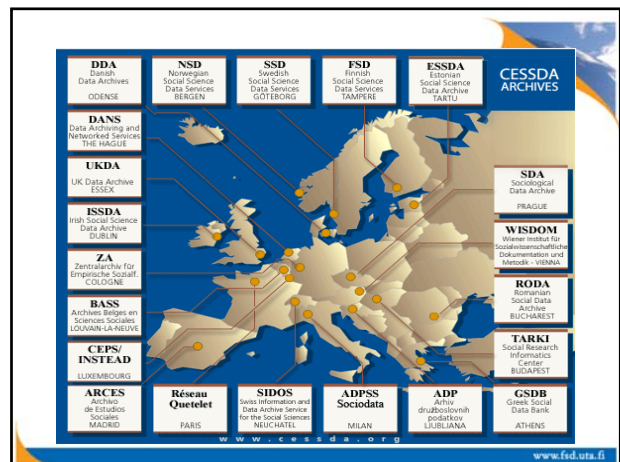 DDA
Danish
Data Archives
ODENSE
NSD
Norwegian
Social Science
Data Services
BERGEN
SSD
Swedish
Social Science
Data Services
GÖTEBORG
FSD
Finnish
Social Science
Data Services
TAMPERE
ESSDA
Estonian
Social Science
Data Archive
TARTU
CESSDA
ARCHIVES
DANS
Data Archiving and
Networked Services
THE HAGUE
UKDA
UK Data Archive
ESSEX
ISSDA
Irish Social Science
Data Archive
DUBLIN
ZA
Zentralarchiv für
Empirische Sozialf.
COLOGNE
BASS
Archives Belges en
Sciences Sociales
LOUVAIN-LA-NEUVE
CEPS/
INSTEAD
LUXEMBOURG
SDA
Sociological
Data Archive
PRAGUE
WISDOM
Wiener Institut für
Sozialwissenschaftliche
Dokumentation und
Metodik - VIENNA
RODA
Romanian
Social Data
Archive
BUCHAREST
TARKI
Social Research
Informatics
Center
BUDAPEST
ARCES
Archivo
de Estudios
Sociales
MADRID
Réseau
Quetelet
PARIS
SIDOS
Swiss Information and
Data Archive Service
for the Social Sciences
NEUCHATEL
ADPSS
Sociodata
MILAN
ADP
Arhiv
družboslovnih
podatkov
LJUBLJANA
GSDB
Greek Social
Data Bank
ATHENS
www.cessda.org
www.fsd.uta.fi